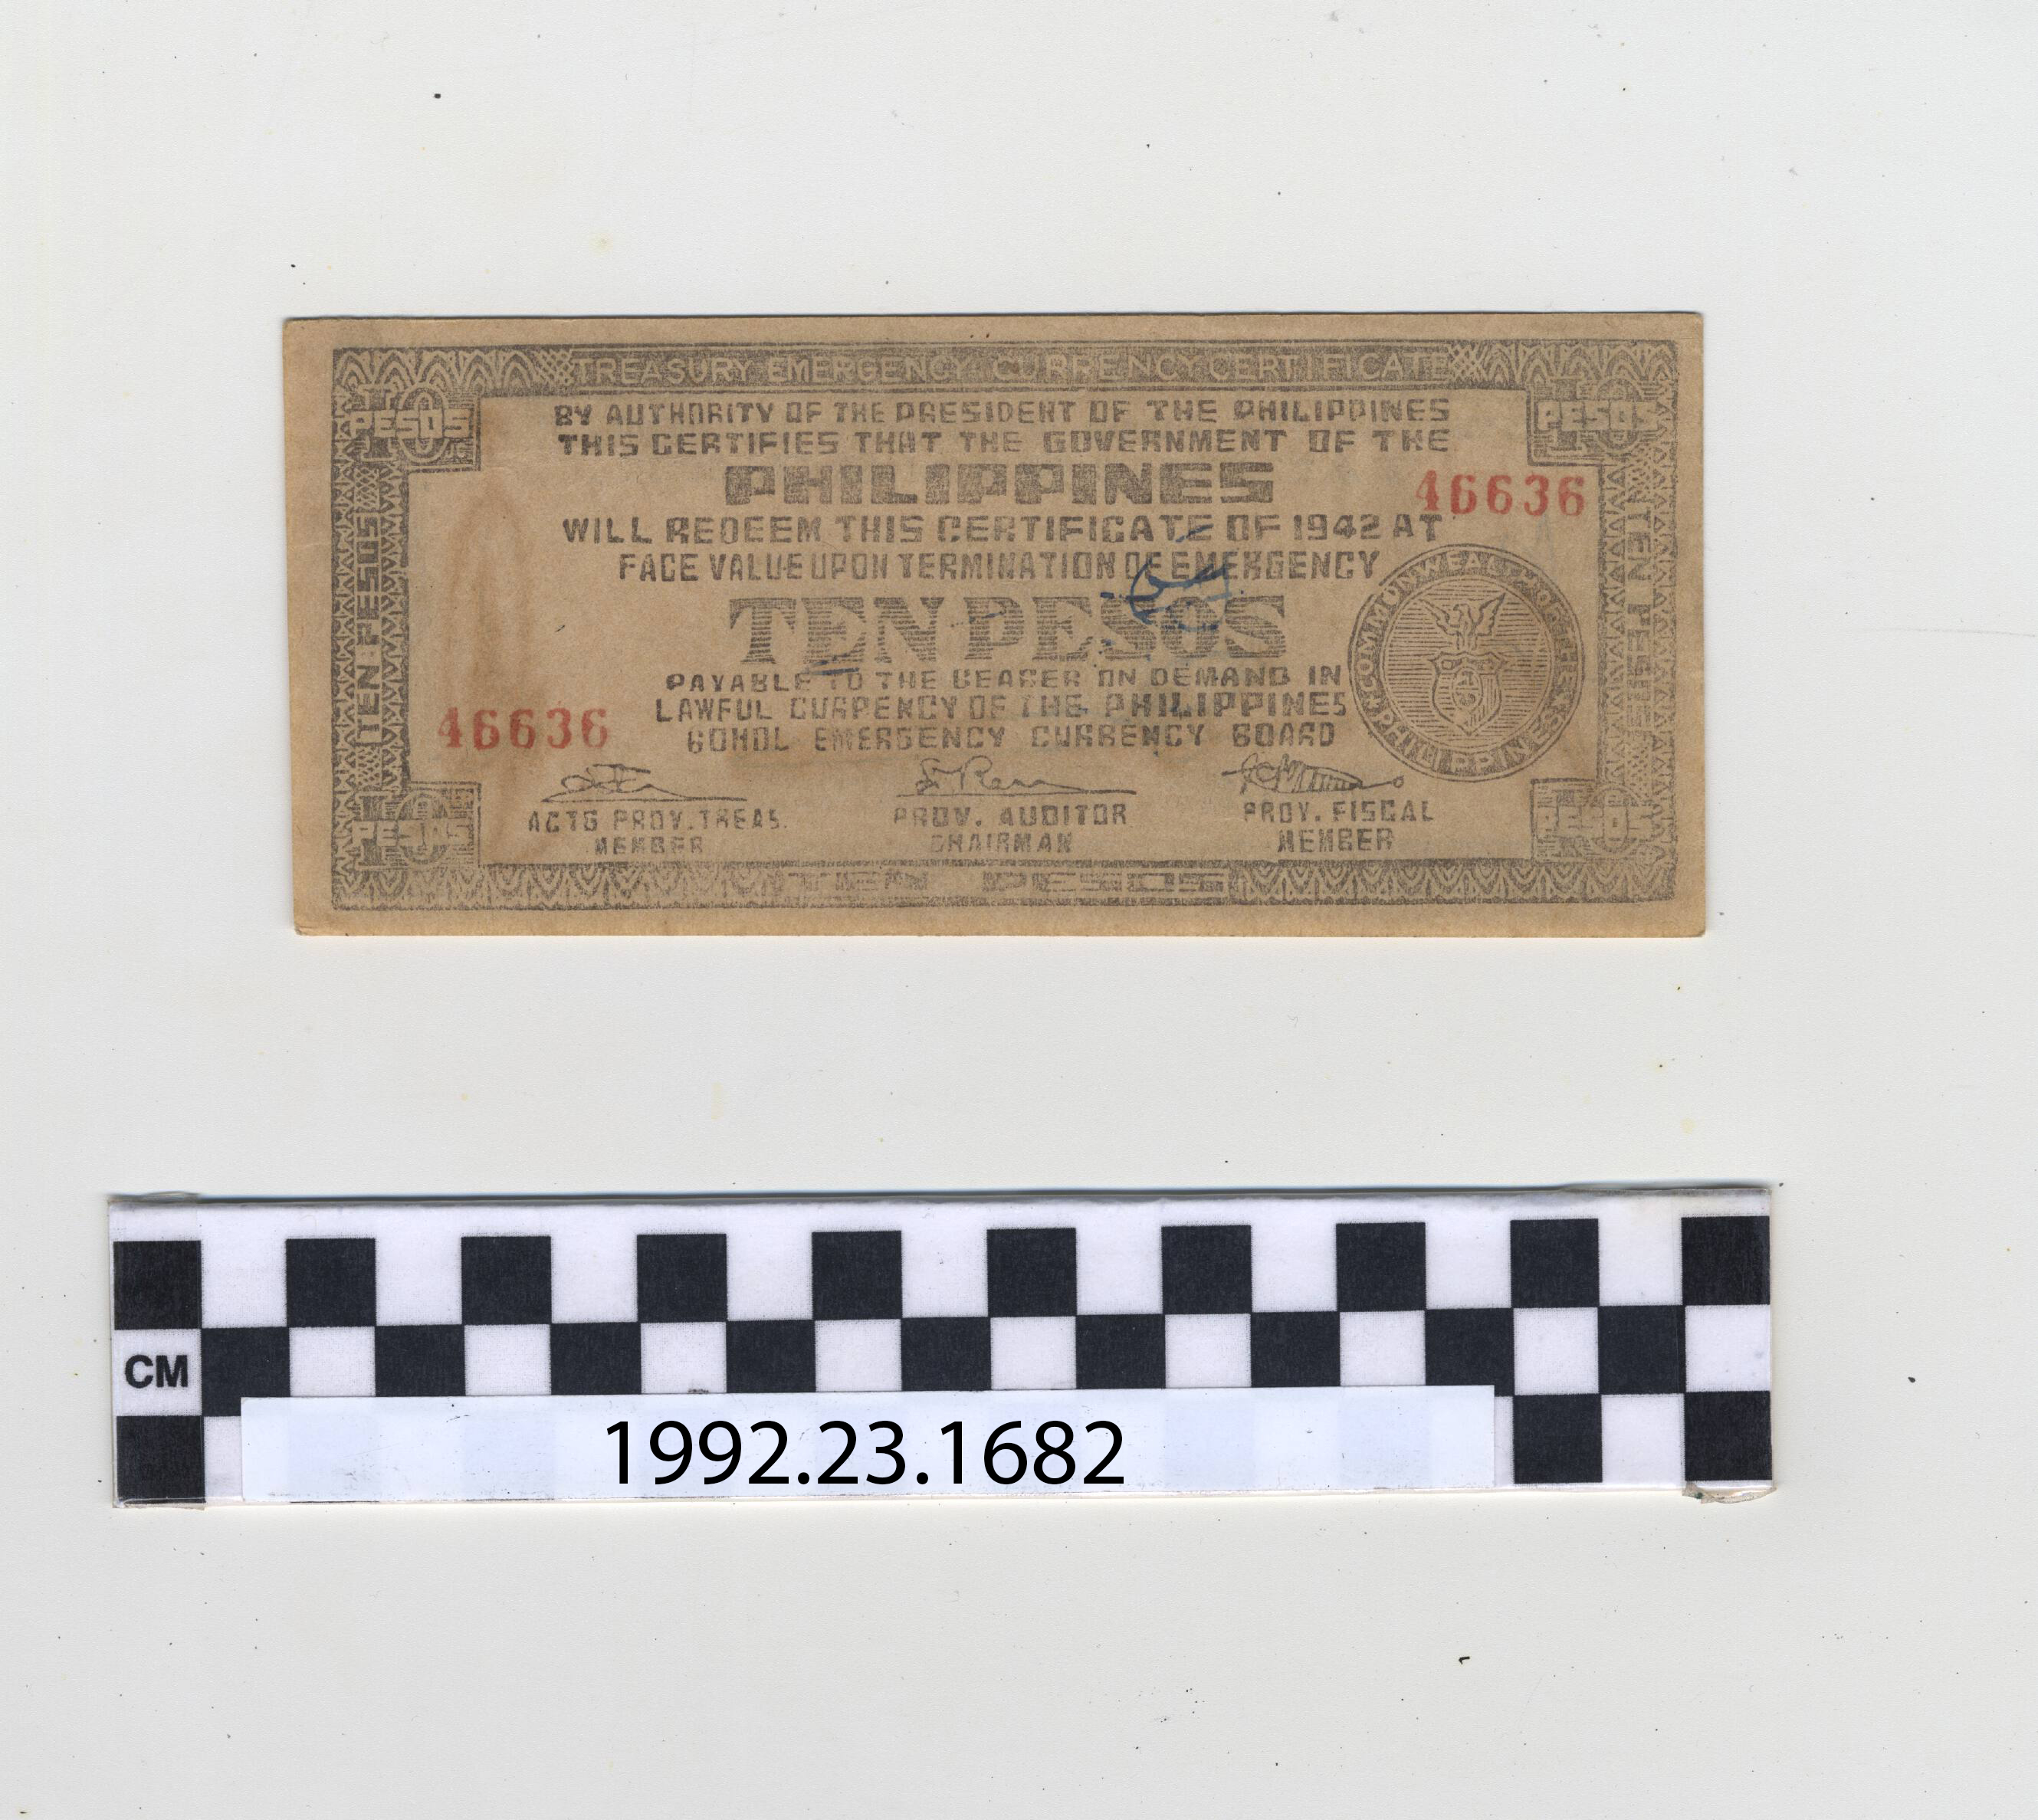 TREASURY EMERGENCY CURRENCY CERTIFICATE
PESOS
PESOS
BY AUTHORITY OF THE PRESIDENT OF THE PHILIPPINES
THIS CERTIFIES THAT THE GOVERNMENT OF THE
PHILIPPINES
46636
WILL REDEEM THIS CERTIFICATE OF 1942 AT
FACE VALUE UPON TERMINATION OF EMERGENCY
TEN PESOS
TEN PESOS
TEN PESOS
COMMONWEALTH OF THE PHILIPPINES
PAYABLE TO THE BEARER ON DEMAND IN
LAWFUL CURRENCY OF THE PHILIPPINES
BOHOL EMERGENCY CURRENCY BOARD
46636
ACTG PROV. TREAS.
MEMBER
PROV. AUDITOR
CHAIRMAN
PROV. FISCAL
MEMBER
PESOS
PESOS
TEN PESOS
CM
1992.23.1682